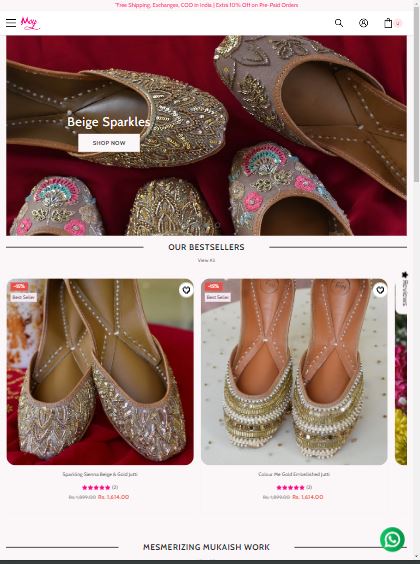 *Free Shipping, Exchanges, COD in India | Extra 10% Off on Pre-Paid Orders
Moy
0
Beige Sparkles
SHOP NOW
OUR BESTSELLERS
View All
-15%
Best Seller
-15%
Best Seller
Reviews
Sparkling Sienna Beige & Gold Jutti
(2)
Rs. 1,899.00 Rs. 1,614.00
Colour Me Gold Embellished Jutti
(2)
Rs. 1,899.00 Rs. 1,614.00
MESMERIZING MUKAISH WORK